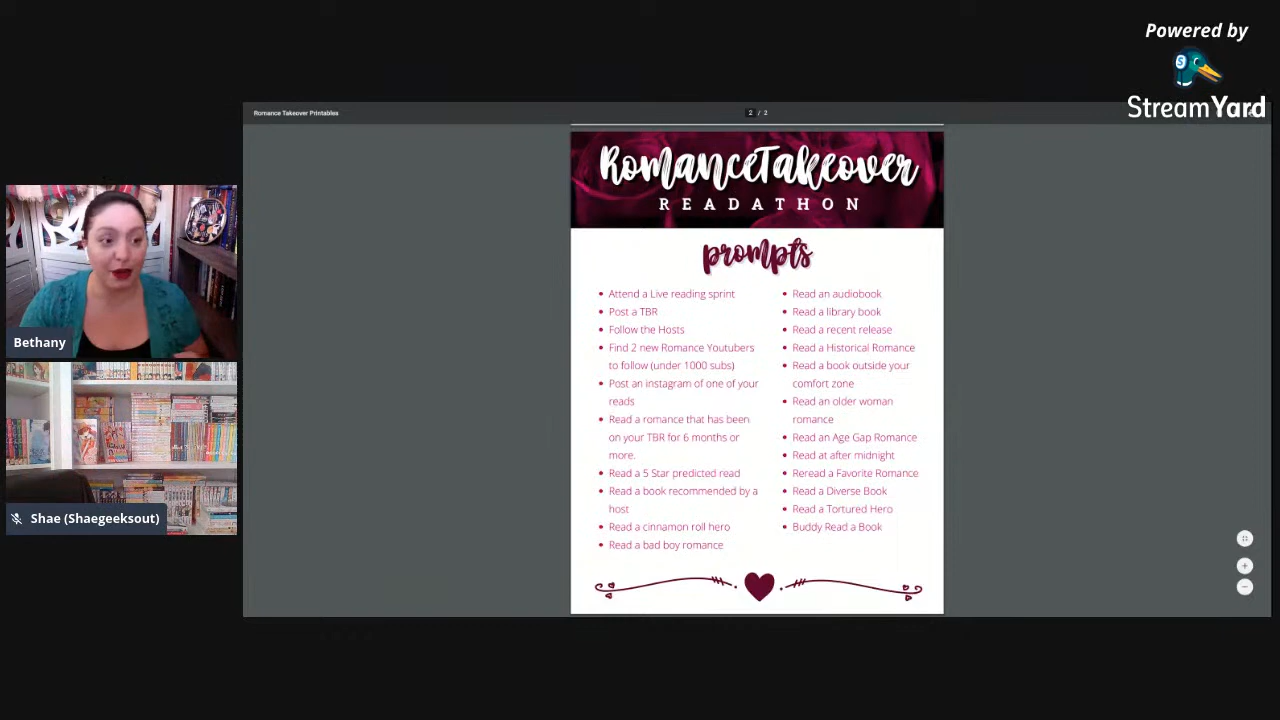 Powered by
StreamYard
Romance Takeover Printables
2 / 2
RomanceTakeover
READATHON
prompts
Attend a Live reading sprint
Post a TBR
Follow the Hosts
Find 2 new Romance Youtubers
to follow (under 1000 subs)
Post an instagram of one of your
reads
Read a romance that has been
on your TBR for 6 months or
more.
Read a 5 Star predicted read
Read a book recommended by a
host
Read a cinnamon roll hero
Read a bad boy romance
Read an audiobook
Read a library book
Read a recent release
Read a Historical Romance
Read a book outside your
comfort zone
Read an older woman
romance
Read an Age Gap Romance
Read at after midnight
Reread a Favorite Romance
Read a Diverse Book
Read a Tortured Hero
Buddy Read a Book
Bethany
Shae (Shaegeeksout)